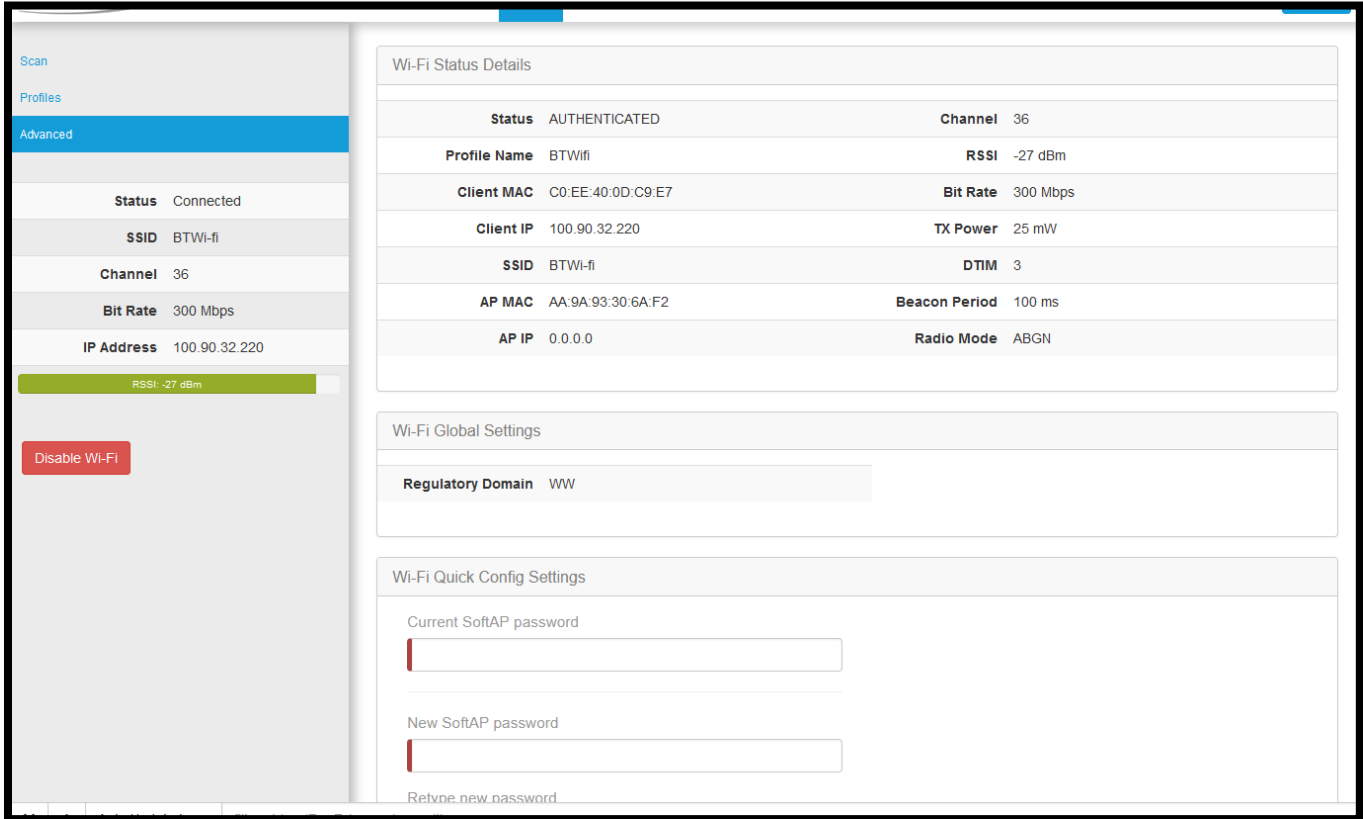 Scan
Profiles
Advanced
Status Connected
SSID BTWi-fi
Channel 36
Bit Rate 300 Mbps
IP Address 100.90.32.220
RSSI: -27 dBm
Disable Wi-Fi
Wi-Fi Status Details
Status AUTHENTICATED Channel 36
Profile Name BTWifi RSSI -27 dBm
Client MAC C0:EE:40:0D:C9:E7 Bit Rate 300 Mbps
Client IP 100.90.32.220 TX Power 25 mW
SSID BTWi-fi DTIM 3
AP MAC AA:9A:93:30:6A:F2 Beacon Period 100 ms
AP IP 0.0.0.0 Radio Mode ABGN
Wi-Fi Global Settings
Regulatory Domain WW
Wi-Fi Quick Config Settings
Current SoftAP password
New SoftAP password
Retype new password